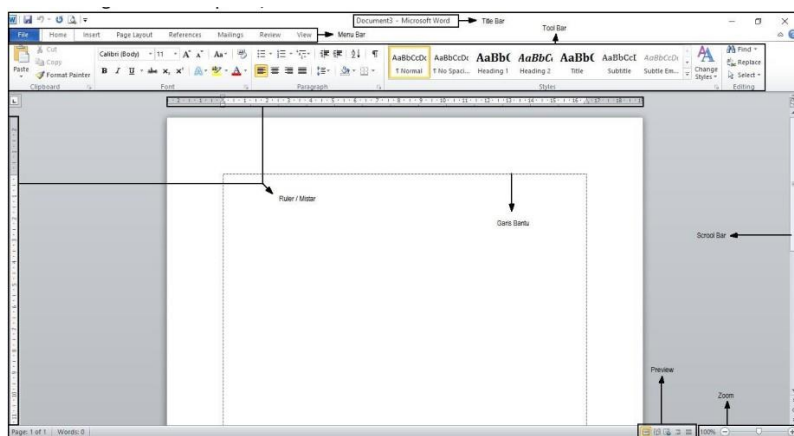 Document3 - Microsoft Word
Title Bar
Tool Bar
File Home Insert Page Layout References Mailings Review View
Menu Bar
Paste
Cut
Copy
Format Painter
Clipboard
Calibri (Body) 11
Font
Paragraph
AaBbCcDc AaBbCcDc AaBbC AaBbC AaBbC AaBbCcI AaBbCcDc
¶ Normal ¶ No Spaci... Heading 1 Heading 2 Title Subtitle Subtle Em...
Change Styles
Styles
Find
Replace
Select
Editing
Ruler / Mistar
Garis Bantu
Scrool Bar
Preview
Zoom
Page: 1 of 1 Words: 0
100%